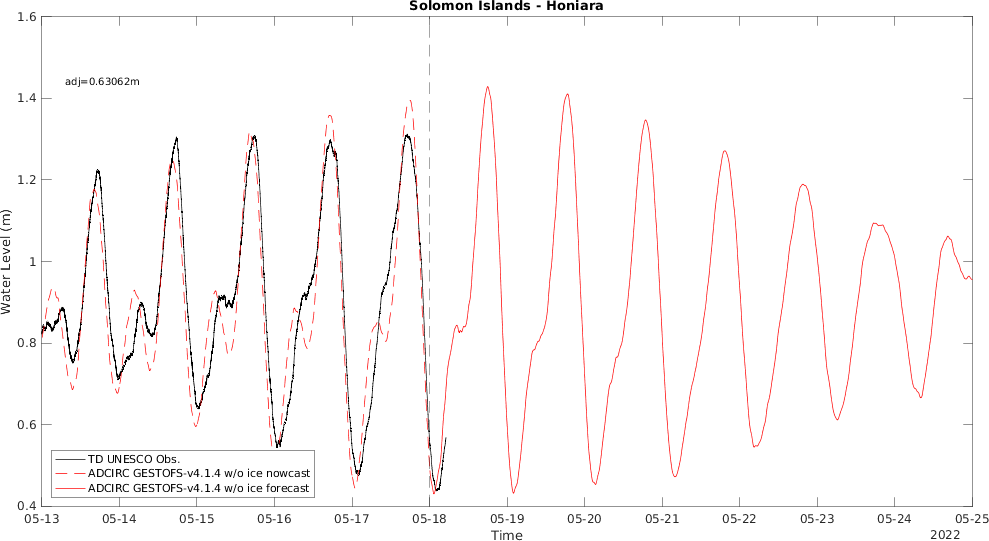 Solomon Islands - Honiara
1.6
1.4
1.2
1
0.8
0.6
0.4
Water Level (m)
adj=0.63062m
TD UNESCO Obs.
ADCIRC GESTOFS-v4.1.4 w/o ice nowcast
ADCIRC GESTOFS-v4.1.4 w/o ice forecast
05-13 05-14 05-15 05-16 05-17 05-18 05-19 05-20 05-21 05-22 05-23 05-24 05-25
Time
2022